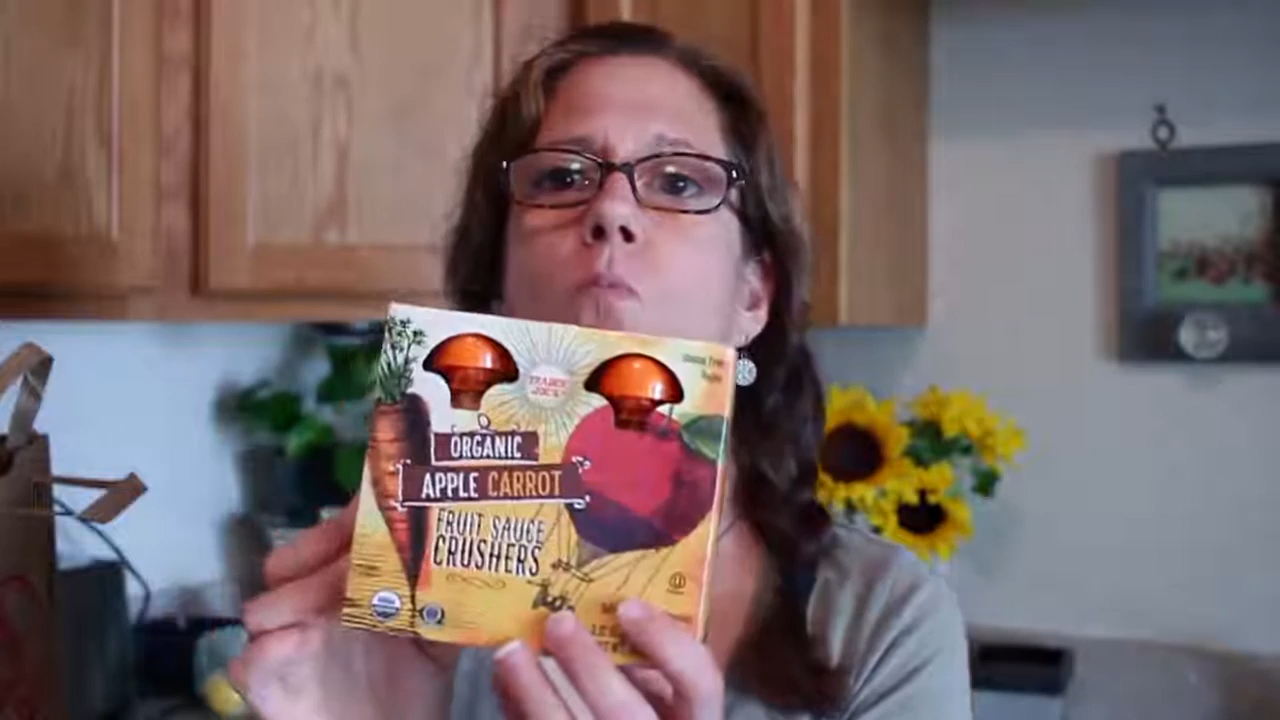 TRADER JOE'S
ORGANIC
APPLE CARROT
FRUIT SAUCE
CRUSHERS